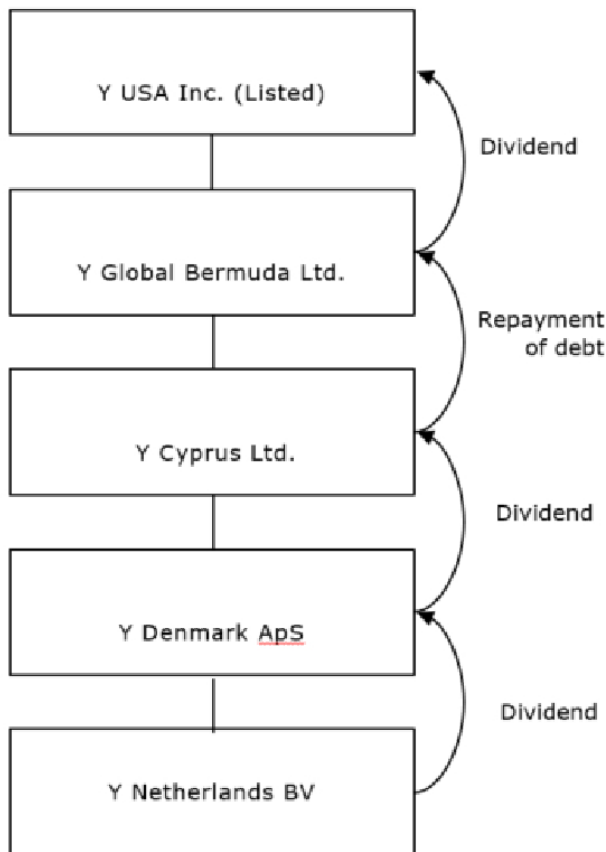 Y USA Inc. (Listed)
Dividend
Y Global Bermuda Ltd.
Repayment
of debt
Y Cyprus Ltd.
Dividend
Y Denmark ApS
Dividend
Y Netherlands BV